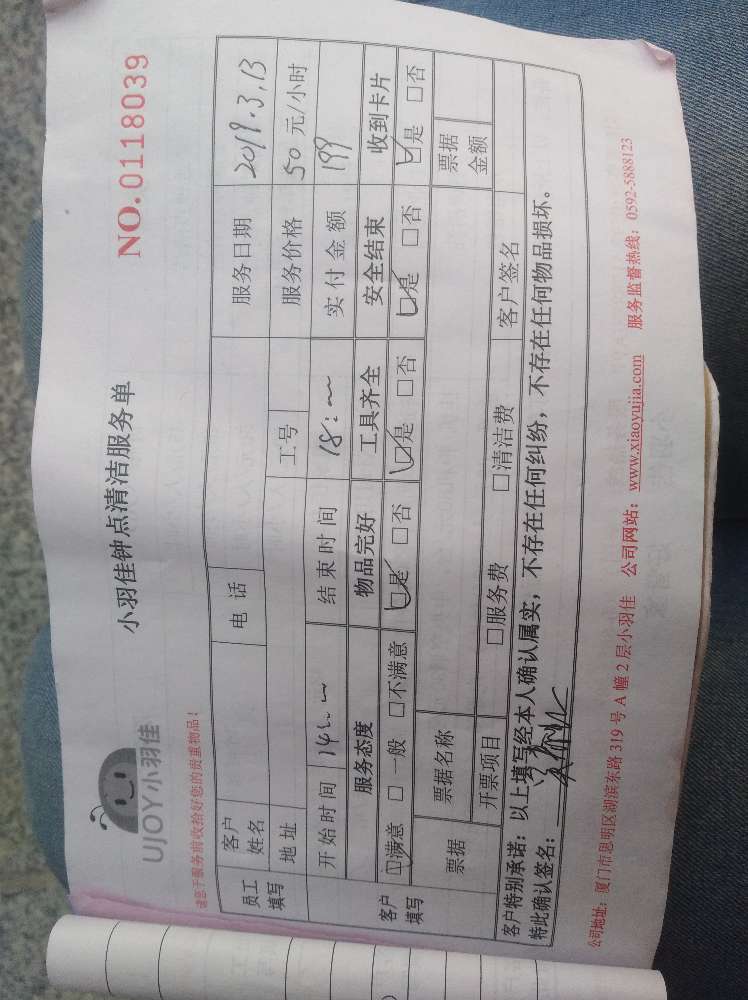 UJOY小羽佳
小羽佳钟点清洁服务单
NO.0118039
请您于服务前收拾好您的贵重物品!
员工填写 客户姓名 电话 服务日期 2019.3.13
地址 工号 服务价格 50 元/小时
开始时间 14: 结束时间 18: 实付金额 199
客户填写 服务态度 物品完好 工具齐全 安全结束 收到卡片
☑满意 □一般 □不满意 ☑是 □否 ☑是 □否 ☑是 □否 ☑是 □否
票据 票据名称 票据金额
开票项目 □服务费 □清洁费 客户签名
客户特别承诺:以上填写经本人确认属实,不存在任何纠纷,不存在任何物品损坏。
特此确认签名:
公司地址:厦门市思明区湖滨东路 319 号 A 幢 2 层小羽佳 公司网站:www.xiaoyujia.com 服务监督热线:0592-5888123